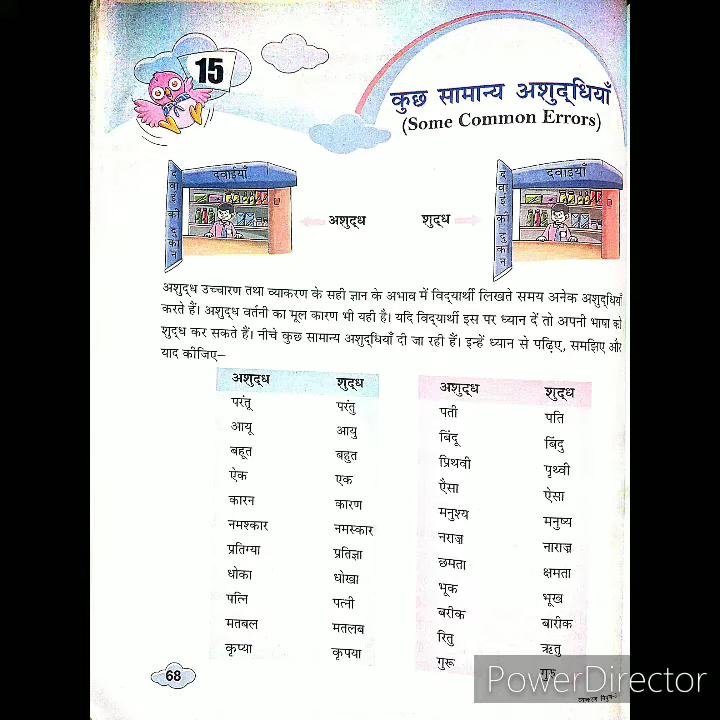 15
कुछ सामान्य अशुद्धियाँ
(Some Common Errors)
दवाईयाँ
दवाई की दुकान
अशुद्ध
शुद्ध
दवाइयाँ
दवाई की दुकान
अशुद्ध उच्चारण तथा व्याकरण के सही ज्ञान के अभाव में विद्यार्थी लिखते समय अनेक अशुद्धियाँ
करते हैं। अशुद्ध वर्तनी का मूल कारण भी यही है। यदि विद्यार्थी इस पर ध्यान दें तो अपनी भाषा को
शुद्ध कर सकते हैं। नीचे कुछ सामान्य अशुद्धियाँ दी जा रही हैं। इन्हें ध्यान से पढ़िए, समझिए और
याद कीजिए–
अशुद्ध शुद्ध
परंतू परंतु
आयू आयु
बहूत बहुत
ऐक एक
कारन कारण
नमश्कार नमस्कार
प्रतिग्या प्रतिज्ञा
धोका धोखा
पत्नि पत्नी
मतबल मतलब
कृप्या कृपया
अशुद्ध शुद्ध
पती पति
बिंदू बिंदु
प्रिथवी पृथ्वी
एैसा ऐसा
मनुश्य मनुष्य
नराज़ नाराज़
छमता क्षमता
भूक भूख
बरीक बारीक
रितु ऋतु
गुरू गुरु
68
PowerDirector